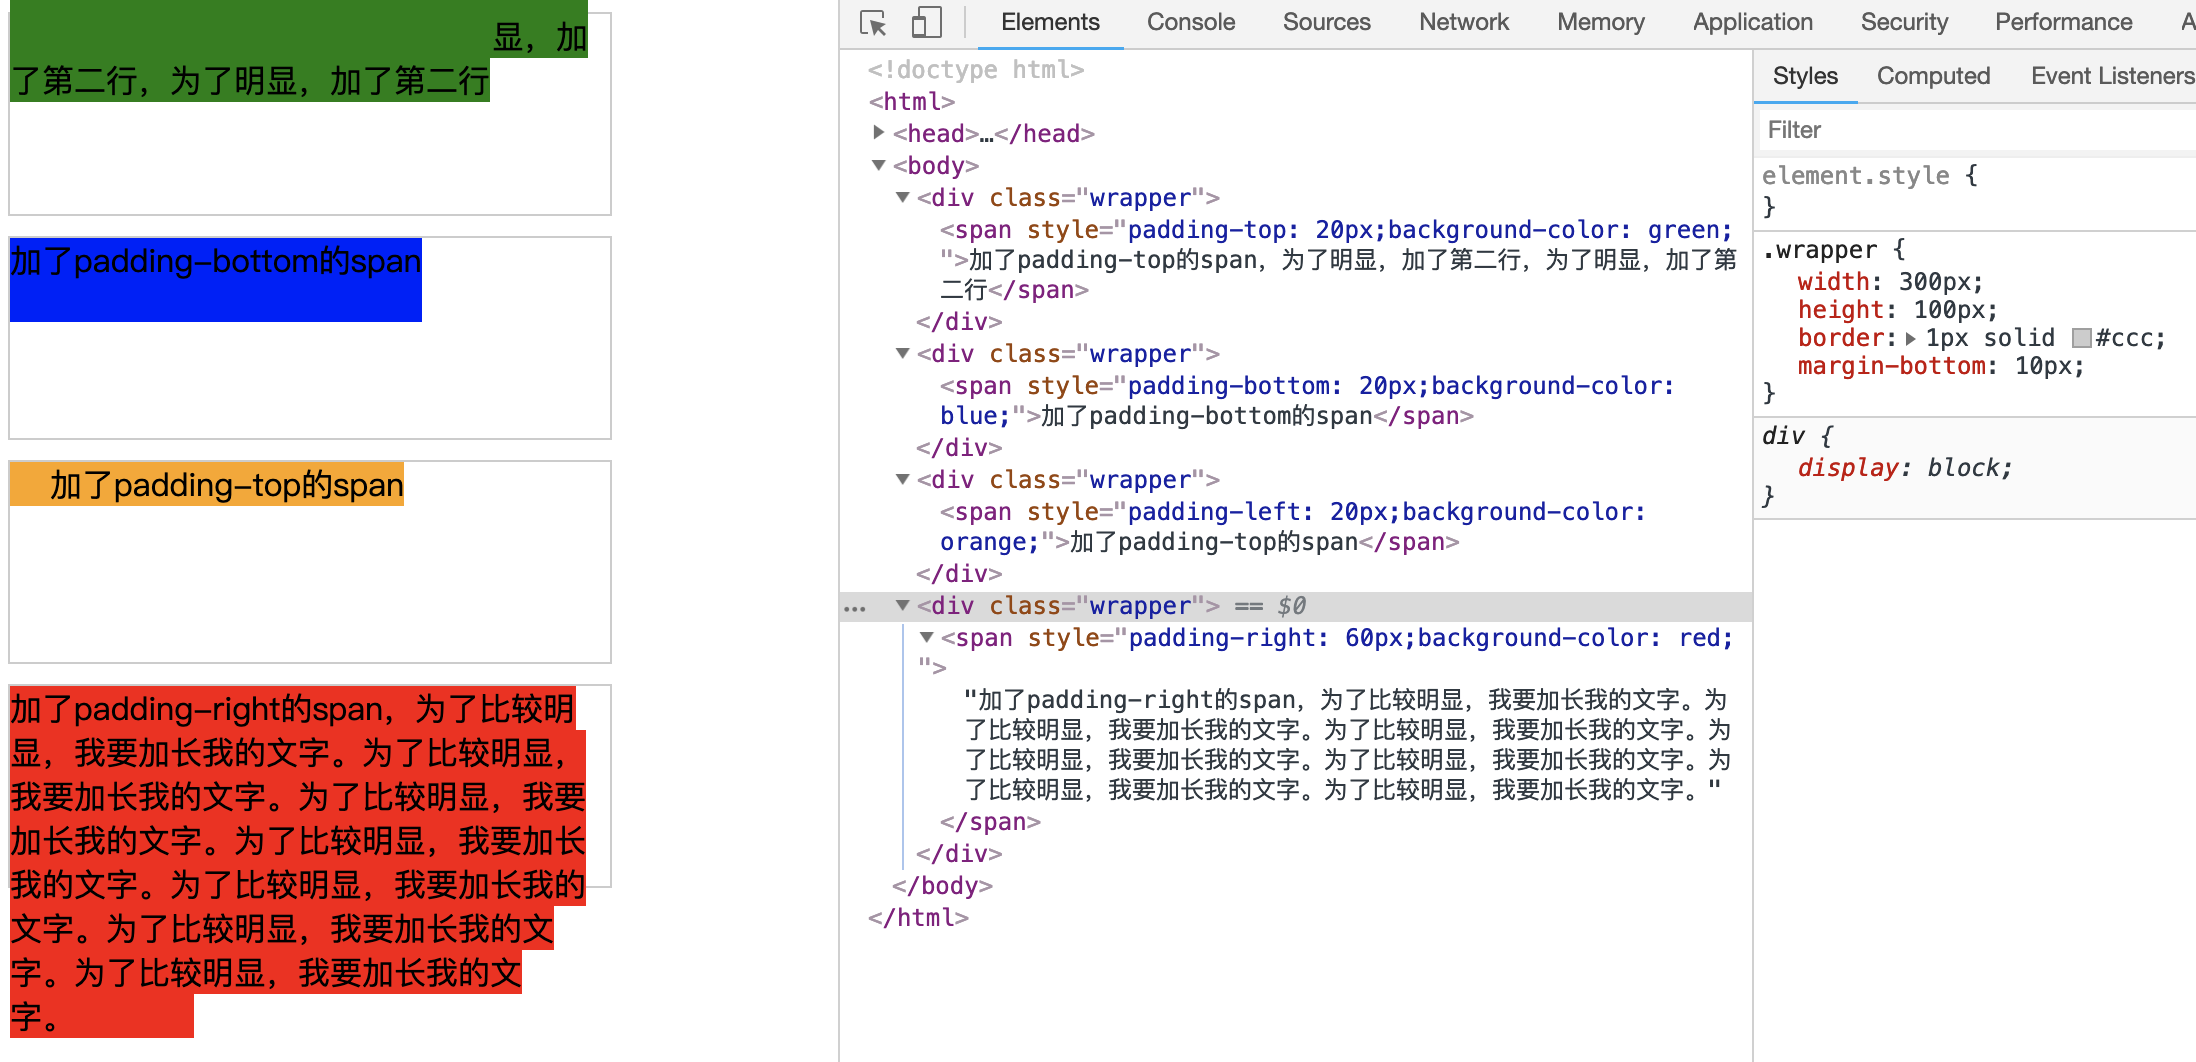 显，加
了第二行，为了明显，加了第二行
加了padding-bottom的span
加了padding-top的span
加了padding-right的span，为了比较明
显，我要加长我的文字。为了比较明显，
我要加长我的文字。为了比较明显，我要
加长我的文字。为了比较明显，我要加长
我的文字。为了比较明显，我要加长我的
文字。为了比较明显，我要加长我的文
字。为了比较明显，我要加长我的文
字。
Elements Console Sources Network Memory Application Security Performance A
<!doctype html>
<html>
▶<head>…</head>
▼<body>
▼<div class="wrapper">
<span style="padding-top: 20px;background-color: green;
">加了padding-top的span，为了明显，加了第二行，为了明显，加了第
二行</span>
</div>
▼<div class="wrapper">
<span style="padding-bottom: 20px;background-color:
blue;">加了padding-bottom的span</span>
</div>
▼<div class="wrapper">
<span style="padding-left: 20px;background-color:
orange;">加了padding-top的span</span>
</div>
… ▼<div class="wrapper"> == $0
▼<span style="padding-right: 60px;background-color: red;
">
"加了padding-right的span，为了比较明显，我要加长我的文字。为
了比较明显，我要加长我的文字。为了比较明显，我要加长我的文字。为
了比较明显，我要加长我的文字。为了比较明显，我要加长我的文字。为
了比较明显，我要加长我的文字。为了比较明显，我要加长我的文字。"
</span>
</div>
</body>
</html>
Styles Computed Event Listeners
Filter
element.style {
}
.wrapper {
width: 300px;
height: 100px;
border:▶1px solid #ccc;
margin-bottom: 10px;
}
div {
display: block;
}